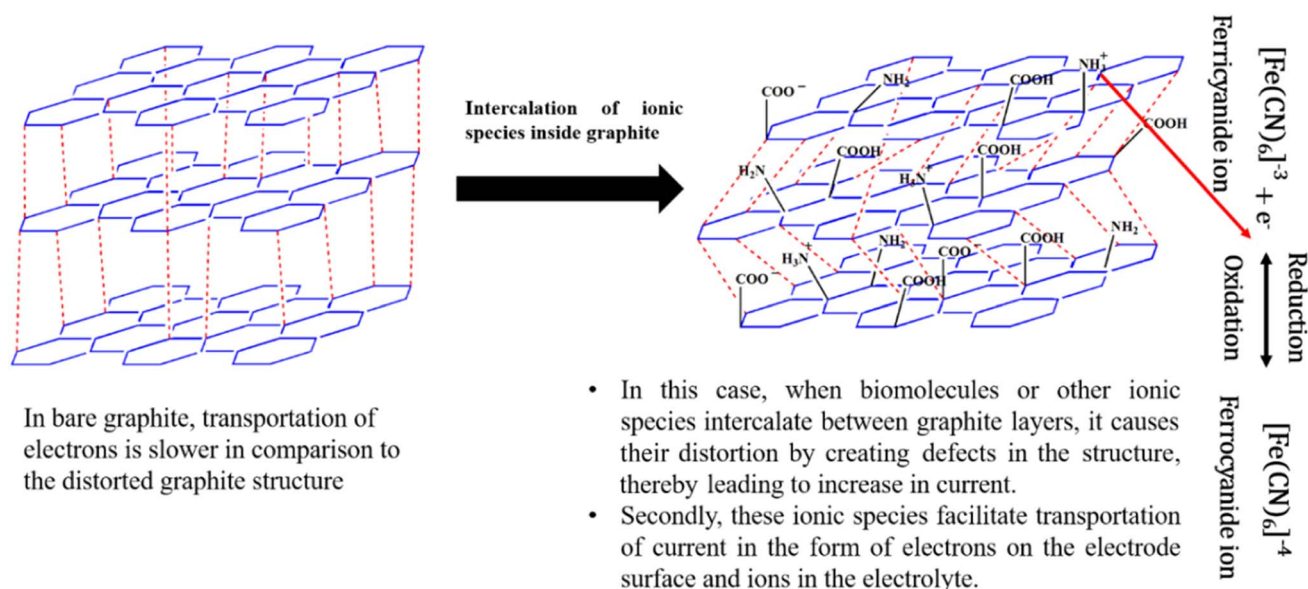 Intercalation of ionic
species inside graphite
NH₃⁺
COOH
NH₂
COO⁻
COOH
COOH
COOH
H₂N
H₃N⁺
NH₂
COOH
NH₂
COO⁻
H₃N⁺
COO⁻
COOH
[Fe(CN)₆]⁻³ + e⁻
Ferricyanide ion
Reduction
Oxidation
[Fe(CN)₆]⁻⁴
Ferrocyanide ion
In bare graphite, transportation of
electrons is slower in comparison to
the distorted graphite structure
• In this case, when biomolecules or other ionic
species intercalate between graphite layers, it causes
their distortion by creating defects in the structure,
thereby leading to increase in current.
• Secondly, these ionic species facilitate transportation
of current in the form of electrons on the electrode
surface and ions in the electrolyte.